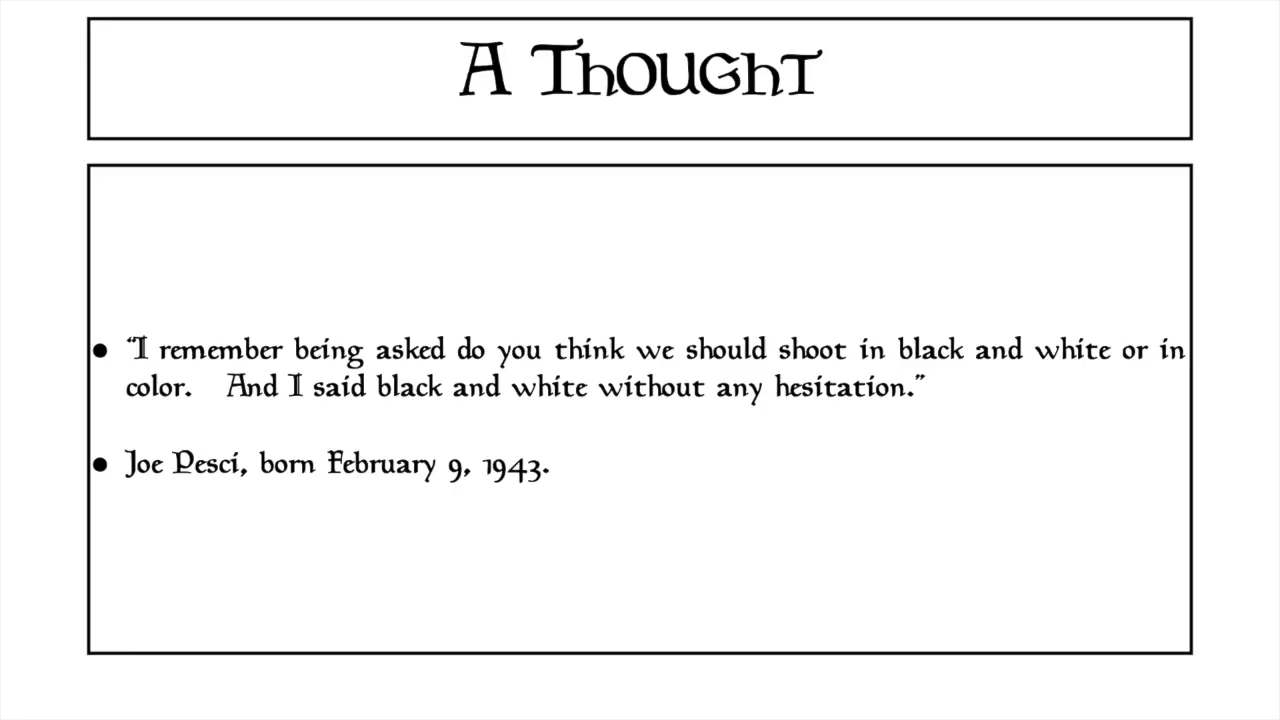 A Thought
• “I remember being asked do you think we should shoot in black and white or in
color. And I said black and white without any hesitation.”
• Joe Pesci, born February 9, 1943.